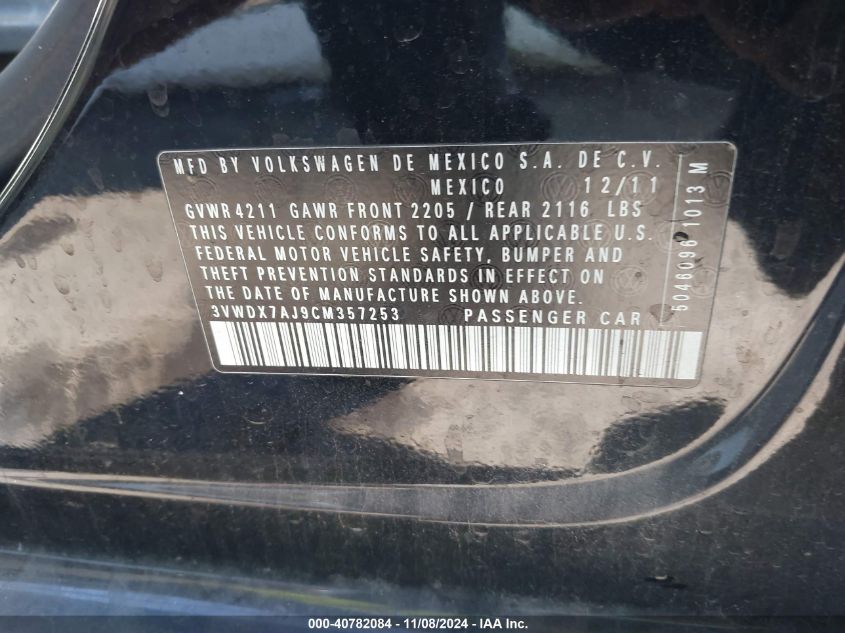 MFD BY VOLKSWAGEN DE MEXICO S.A. DE C.V.
MEXICO 12/11
GVWR 4211 GAWR FRONT 2205 / REAR 2116 LBS
THIS VEHICLE CONFORMS TO ALL APPLICABLE U.S.
FEDERAL MOTOR VEHICLE SAFETY, BUMPER AND
THEFT PREVENTION STANDARDS IN EFFECT ON
THE DATE OF MANUFACTURE SHOWN ABOVE.
3VWDX7AJ9CM357253 PASSENGER CAR
5046096 1013 M
000-40782084 - 11/08/2024 - IAA Inc.